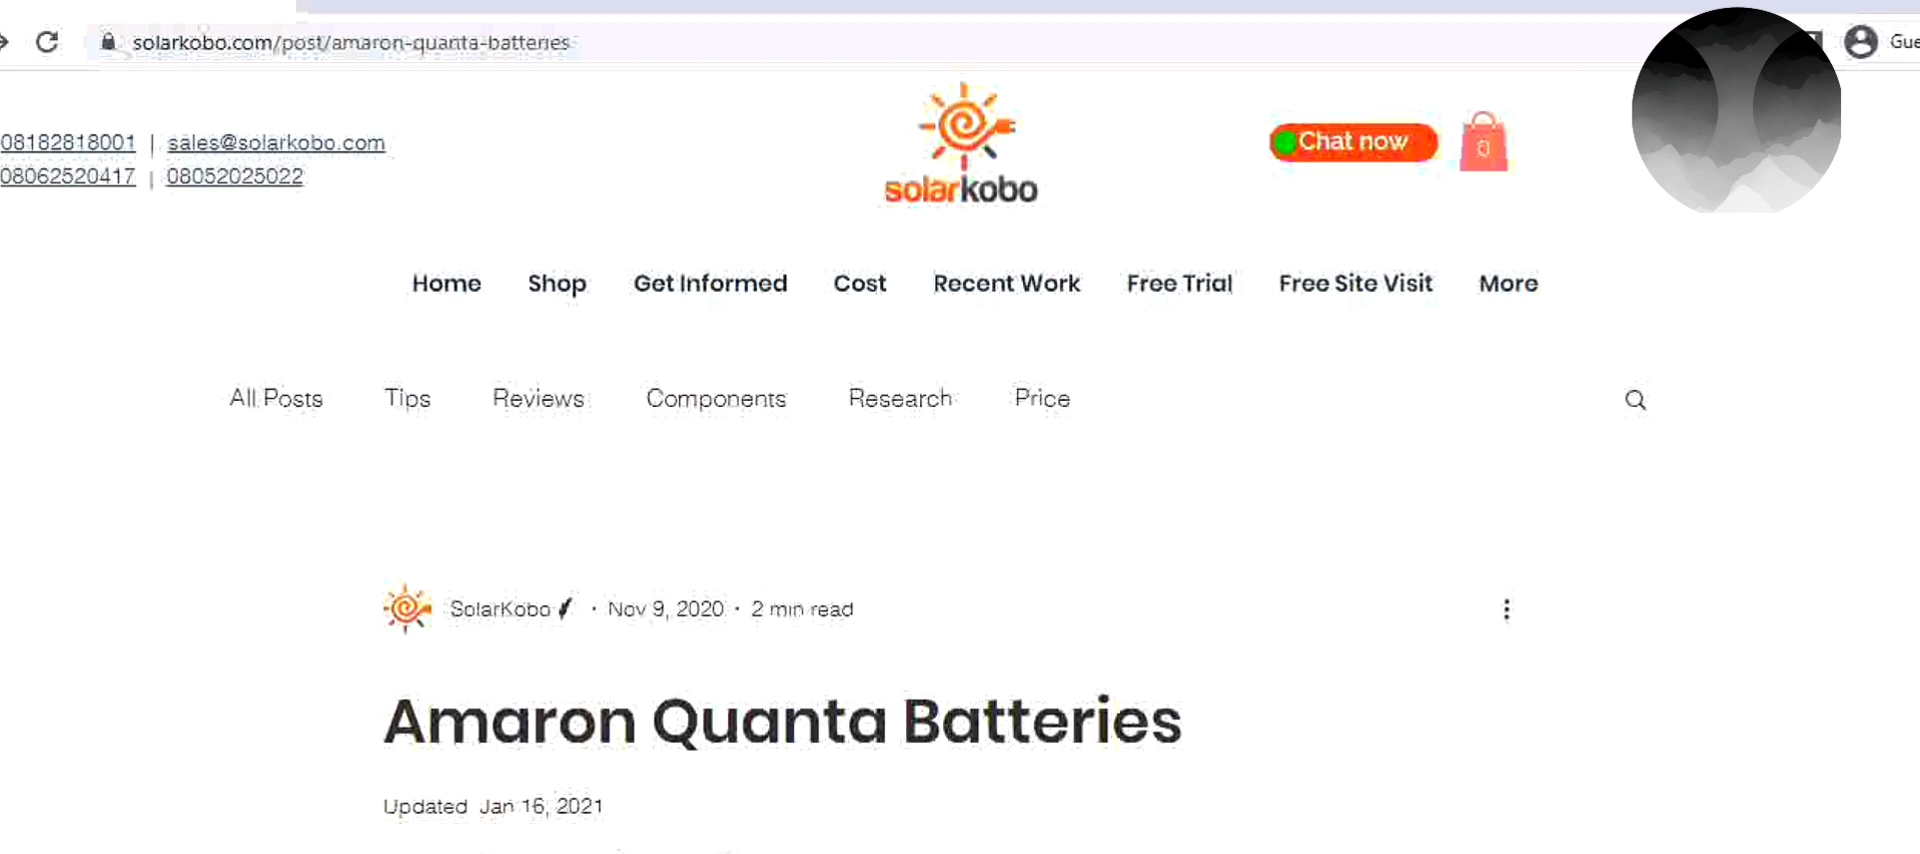 solarkobo.com/post/amaron-quanta-batteries
08182818001 | sales@solarkobo.com
08062520417 | 08052025022
solarkobo
Chat now
0
Home Shop Get Informed Cost Recent Work Free Trial Free Site Visit More
All Posts Tips Reviews Components Research Price
SolarKobo · Nov 9, 2020 · 2 min read
Amaron Quanta Batteries
Updated Jan 16, 2021